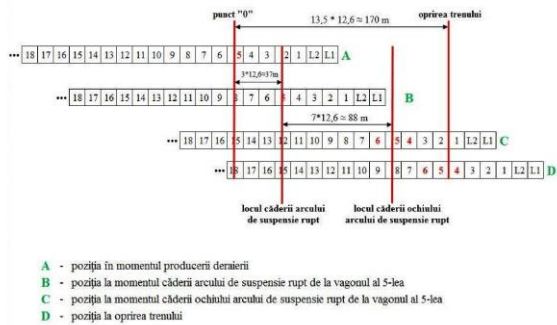 punct "0"
13,5 * 12,6 ≈ 170 m
oprirea trenului
••• 18 17 16 15 14 13 12 11 10 9 8 7 6 5 4 3 2 1 L2 L1 A
3*12,6≈37m
••• 18 17 16 15 14 13 12 11 10 9 8 7 6 5 4 3 2 1 L2 L1 B
7*12,6 ≈ 88 m
••• 18 17 16 15 14 13 12 11 10 9 8 7 6 5 4 3 2 1 L2 L1 C
••• 18 17 16 15 14 13 12 11 10 9 8 7 6 5 4 3 2 1 L2 L1 D
locul căderii arcului
de suspensie rupt
locul căderii ochiului
arcului de suspensie rupt
A - poziția în momentul producerii deraierii
B - poziția la momentul căderii arcului de suspensie rupt de la vagonul al 5-lea
C - poziția la momentul căderii ochiului arcului de suspensie rupt de la vagonul al 5-lea
D - poziția la oprirea trenului